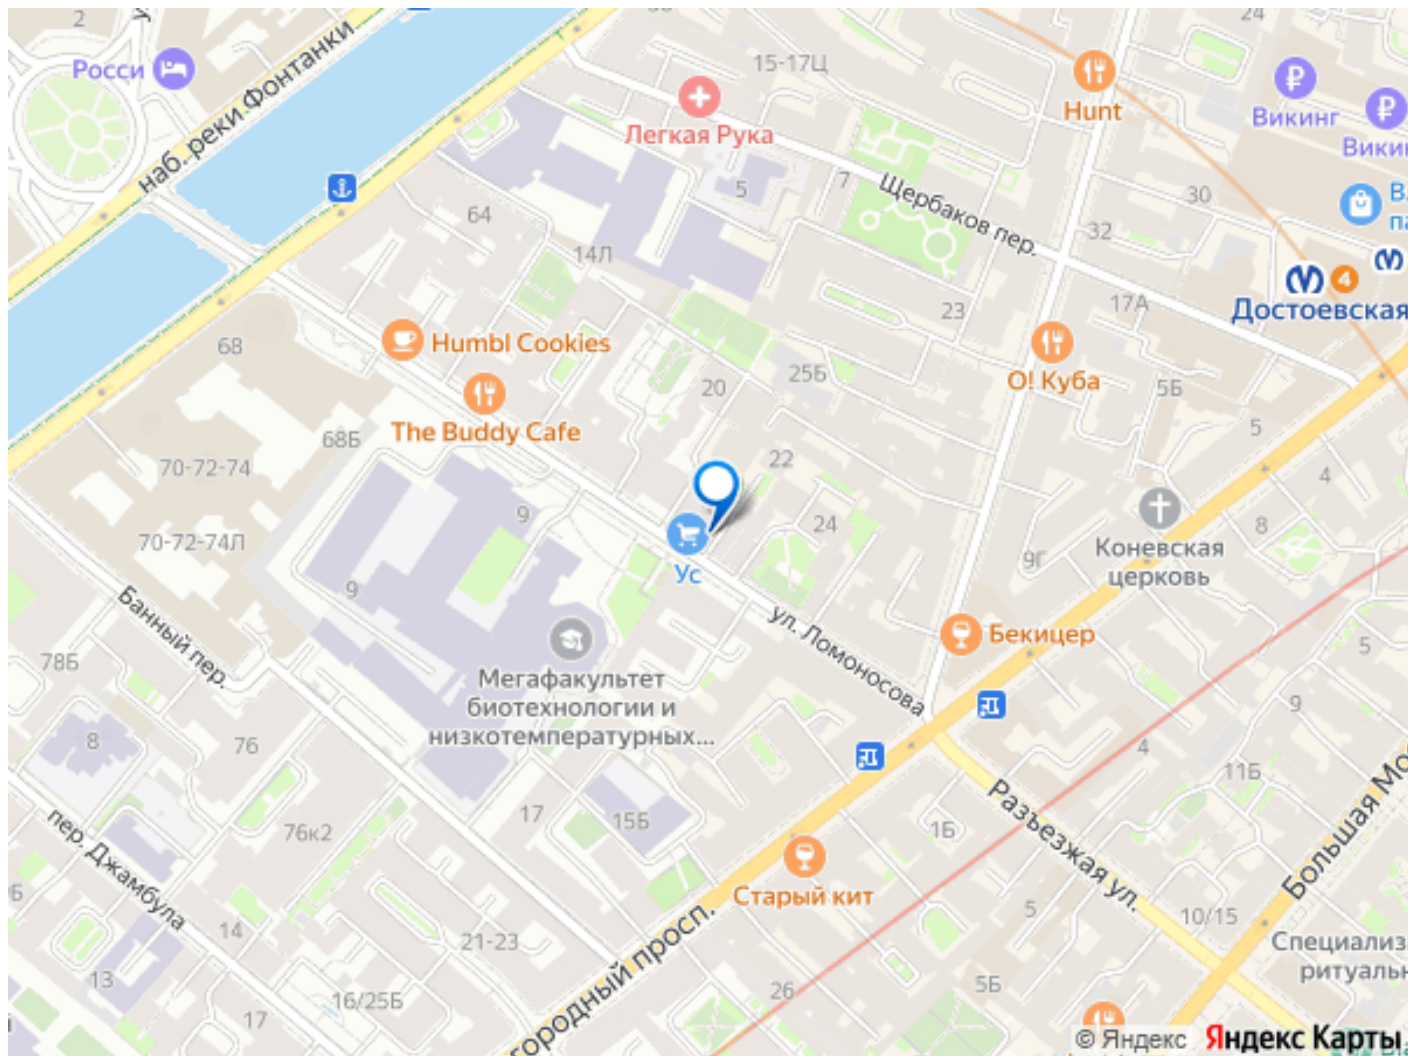 2
Росси
наб. реки Фонтанки
15-17Ц
24
Hunt
Викинг
Легкая Рука
5
7
Щербаков пер.
30
32
64
14Л
23
17А
4
Достоевская
68
Humbl Cookies
The Buddy Cafe
20
25Б
О! Куба
5Б
5
4
68Б
70-72-74
70-72-74Л
22
24
9
9
Ус
9Г
Коневская
церковь
8
Банный пер.
ул. Ломоносова
Бекицер
5
78Б
Мегафакультет
биотехнологии и
низкотемпературных...
8
76
9
4
11Б
17
15Б
1Б
76к2
пер. Джамбула
Старый кит
Разъезжая ул.
Большая Мо
5
10/15
14
21-23
городный просп.
13
16/25Б
17
26
5Б
Специализ
ритуаль
© Яндекс
Яндекс Карты